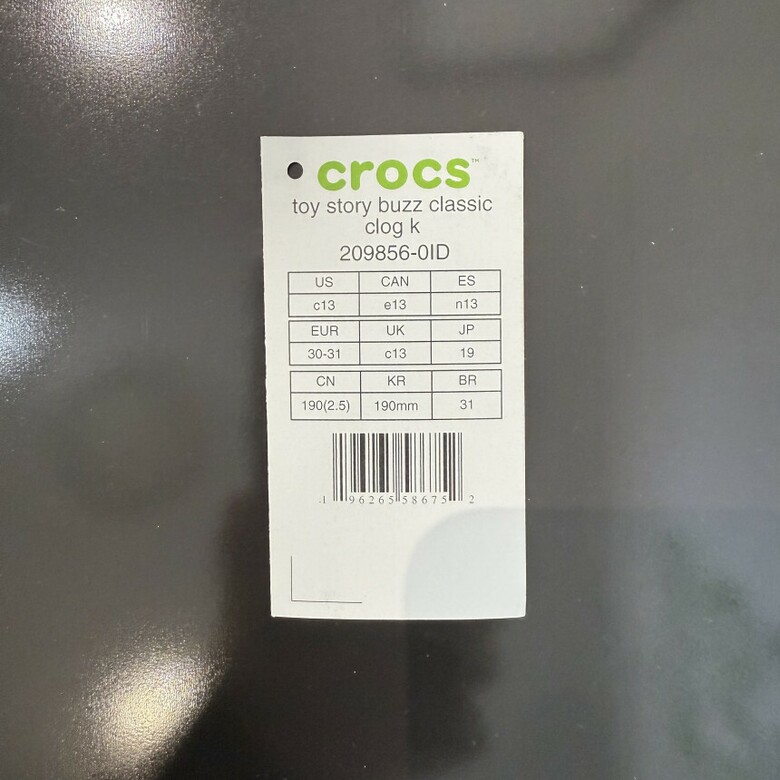 crocs™
toy story buzz classic
clog k
209856-0ID
US CAN ES
c13 e13 n13
EUR UK JP
30-31 c13 19
CN KR BR
190(2.5) 190mm 31
1 96265 58675 2